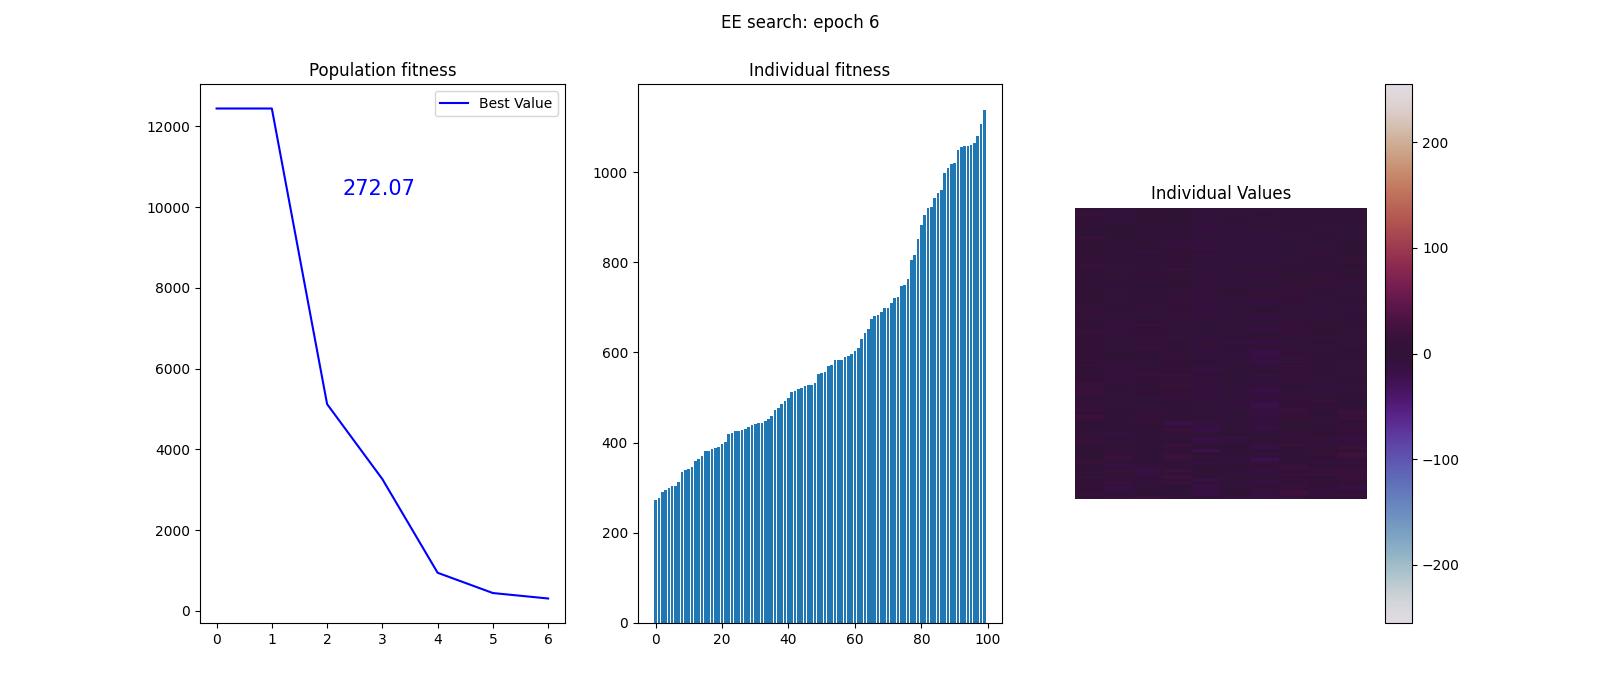 EE search: epoch 6
Population fitness
Best Value
272.07
12000
10000
8000
6000
4000
2000
0
0 1 2 3 4 5 6
Individual fitness
1000
800
600
400
200
0
0 20 40 60 80 100
Individual Values
200
100
0
−100
−200